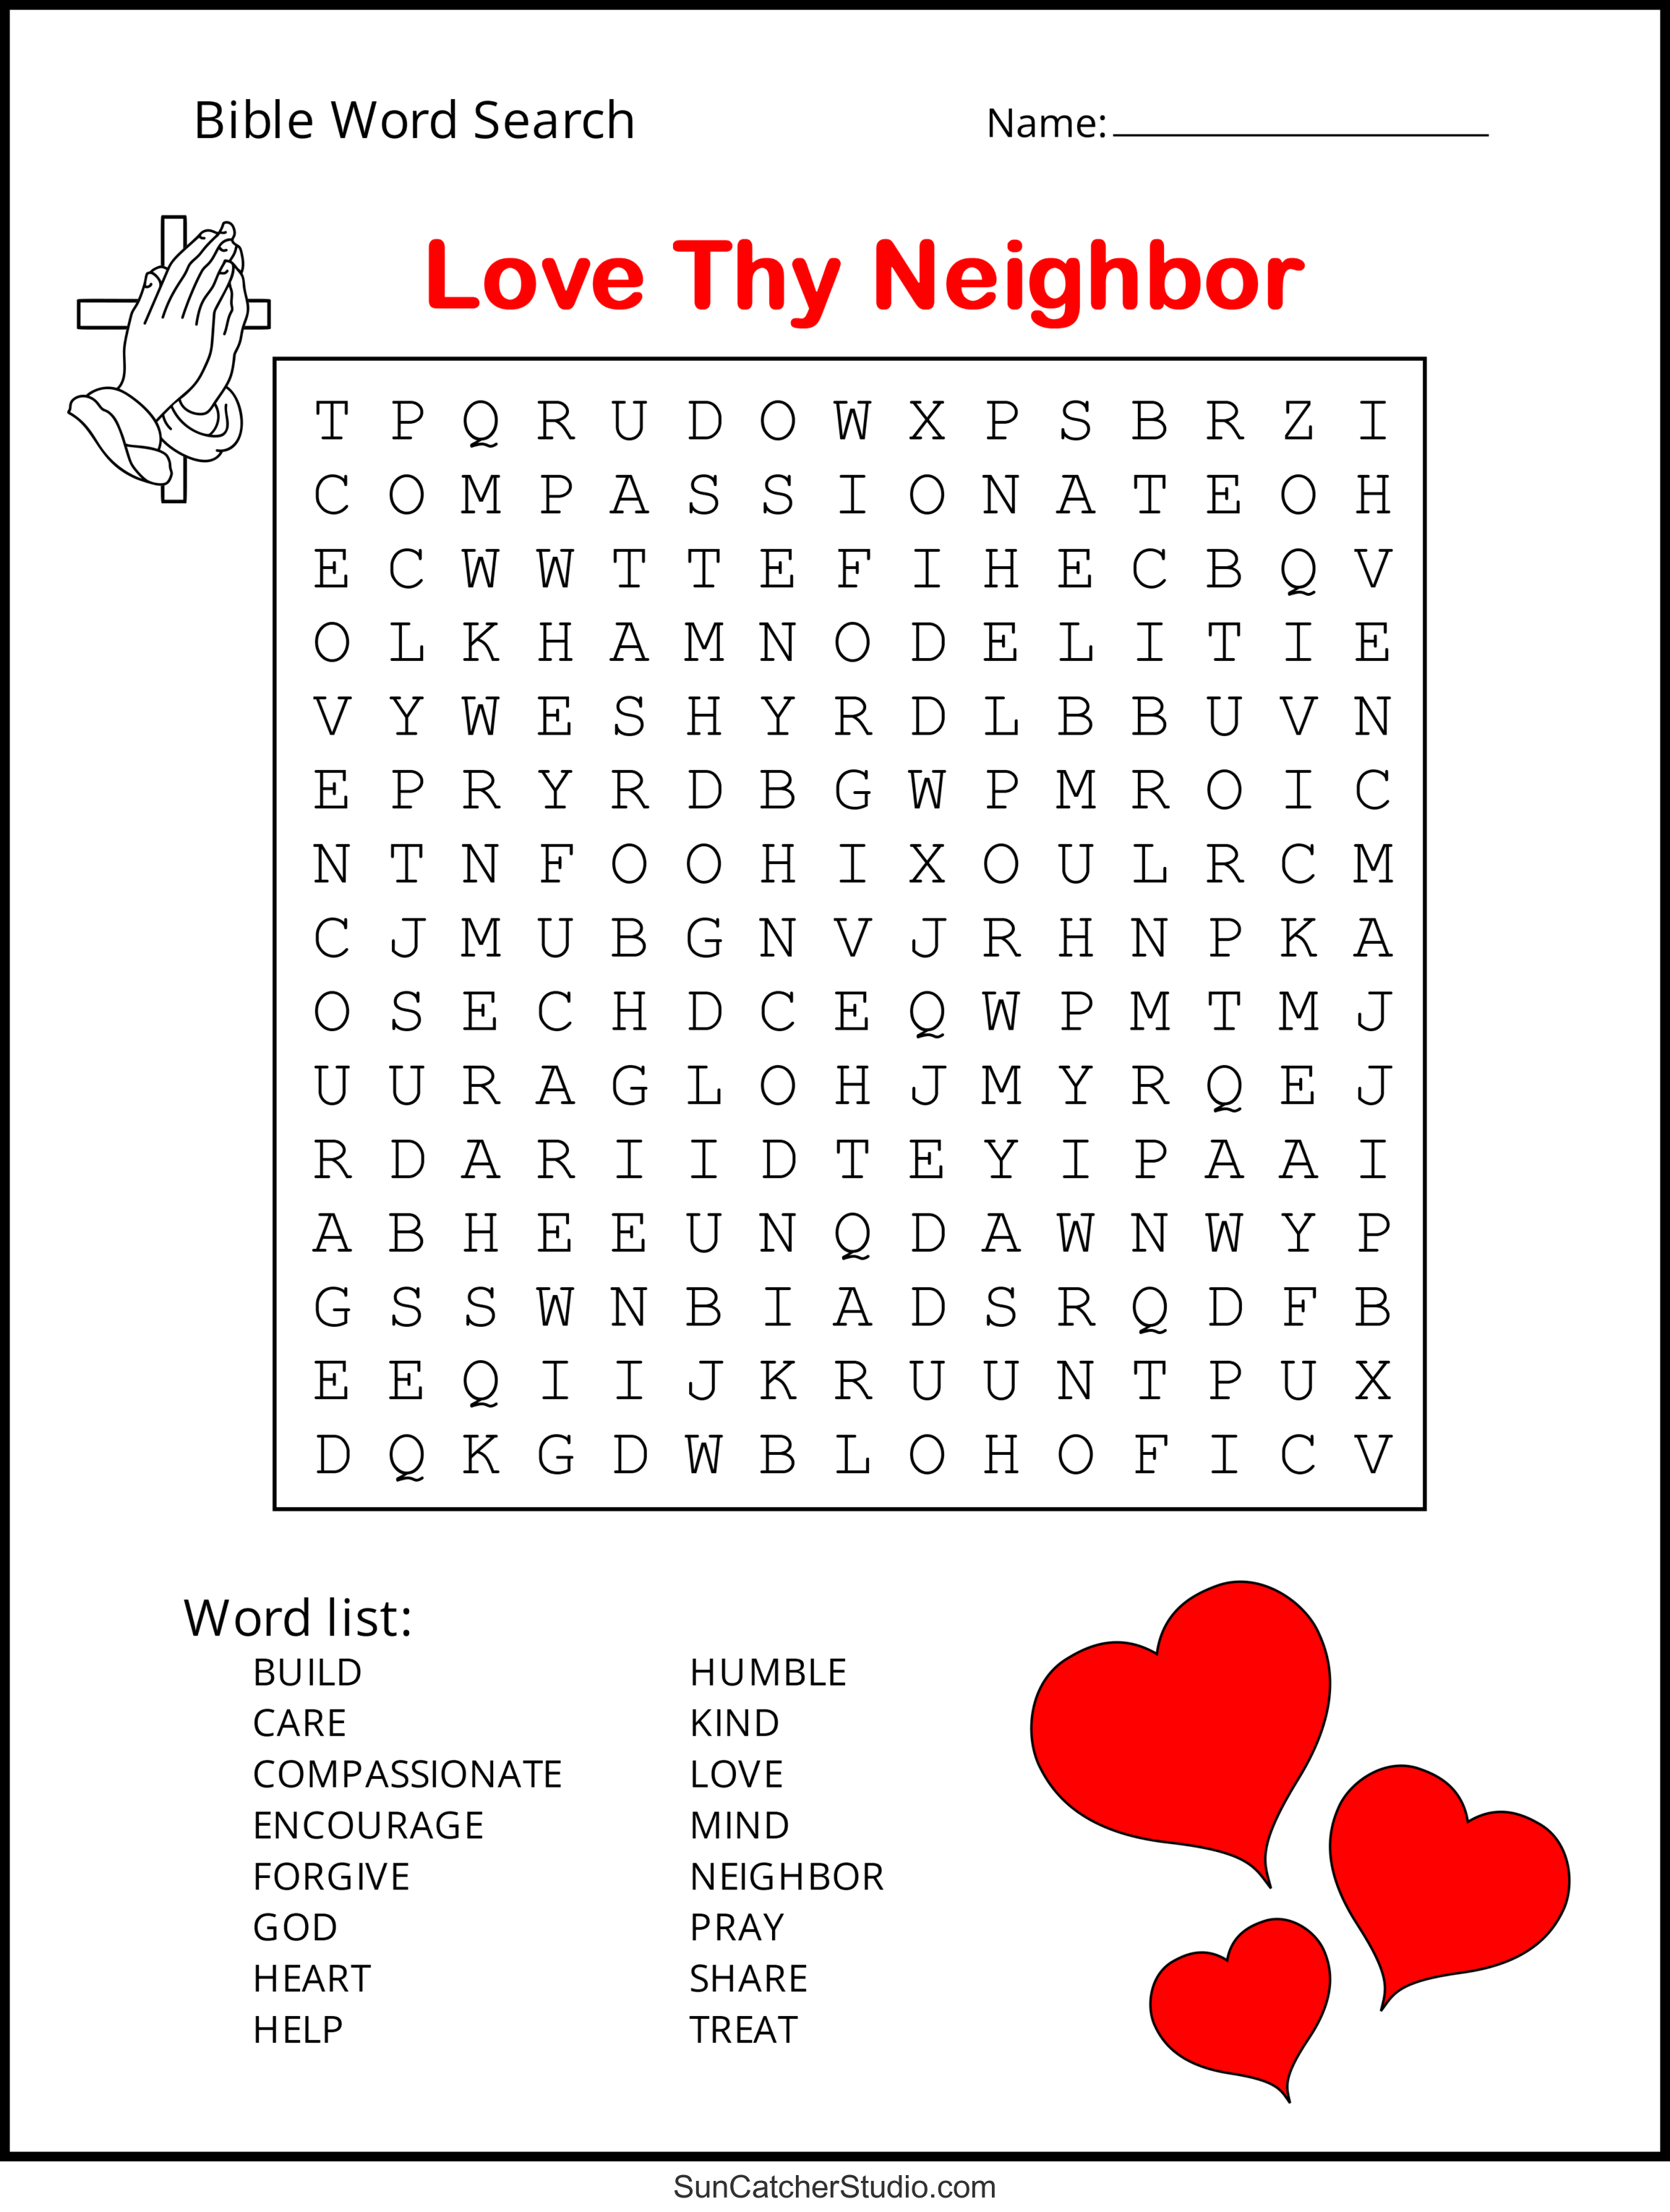 Bible Word Search Name:
Love Thy Neighbor
T P Q R U D O W X P S B R Z I
C O M P A S S I O N A T E O H
E C W W T T E F I H E C B Q V
O L K H A M N O D E L I T I E
V Y W E S H Y R D L B B U V N
E P R Y R D B G W P M R O I C
N T N F O O H I X O U L R C M
C J M U B G N V J R H N P K A
O S E C H D C E Q W P M T M J
U U R A G L O H J M Y R Q E J
R D A R I I D T E Y I P A A I
A B H E E U N Q D A W N W Y P
G S S W N B I A D S R Q D F B
E E Q I I J K R U U N T P U X
D Q K G D W B L O H O F I C V
Word list:
BUILD
CARE
COMPASSIONATE
ENCOURAGE
FORGIVE
GOD
HEART
HELP
HUMBLE
KIND
LOVE
MIND
NEIGHBOR
PRAY
SHARE
TREAT
SunCatcherStudio.com